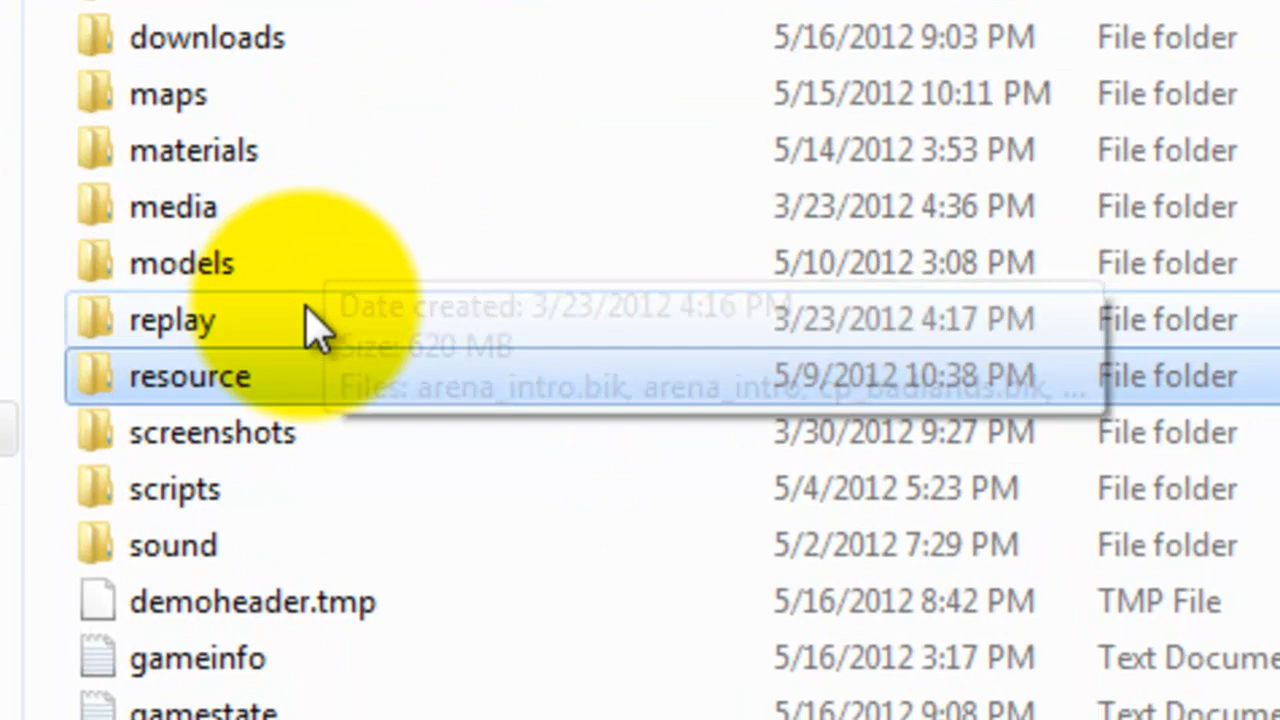 downloads 5/16/2012 9:03 PM File folder
maps 5/15/2012 10:11 PM File folder
materials 5/14/2012 3:53 PM File folder
media 3/23/2012 4:36 PM File folder
models 5/10/2012 3:08 PM File folder
Date created: 3/23/2012 4:16 PM
replay 3/23/2012 4:17 PM File folder
Size: 620 MB
resource 5/9/2012 10:38 PM File folder
Files: arena_intro.bik, arena_intro, cp_badlands.bik, ...
screenshots 3/30/2012 9:27 PM File folder
scripts 5/4/2012 5:23 PM File folder
sound 5/2/2012 7:29 PM File folder
demoheader.tmp 5/16/2012 8:42 PM TMP File
gameinfo 5/16/2012 3:17 PM Text Docume
gamestate 5/16/2012 9:08 PM Text Docume